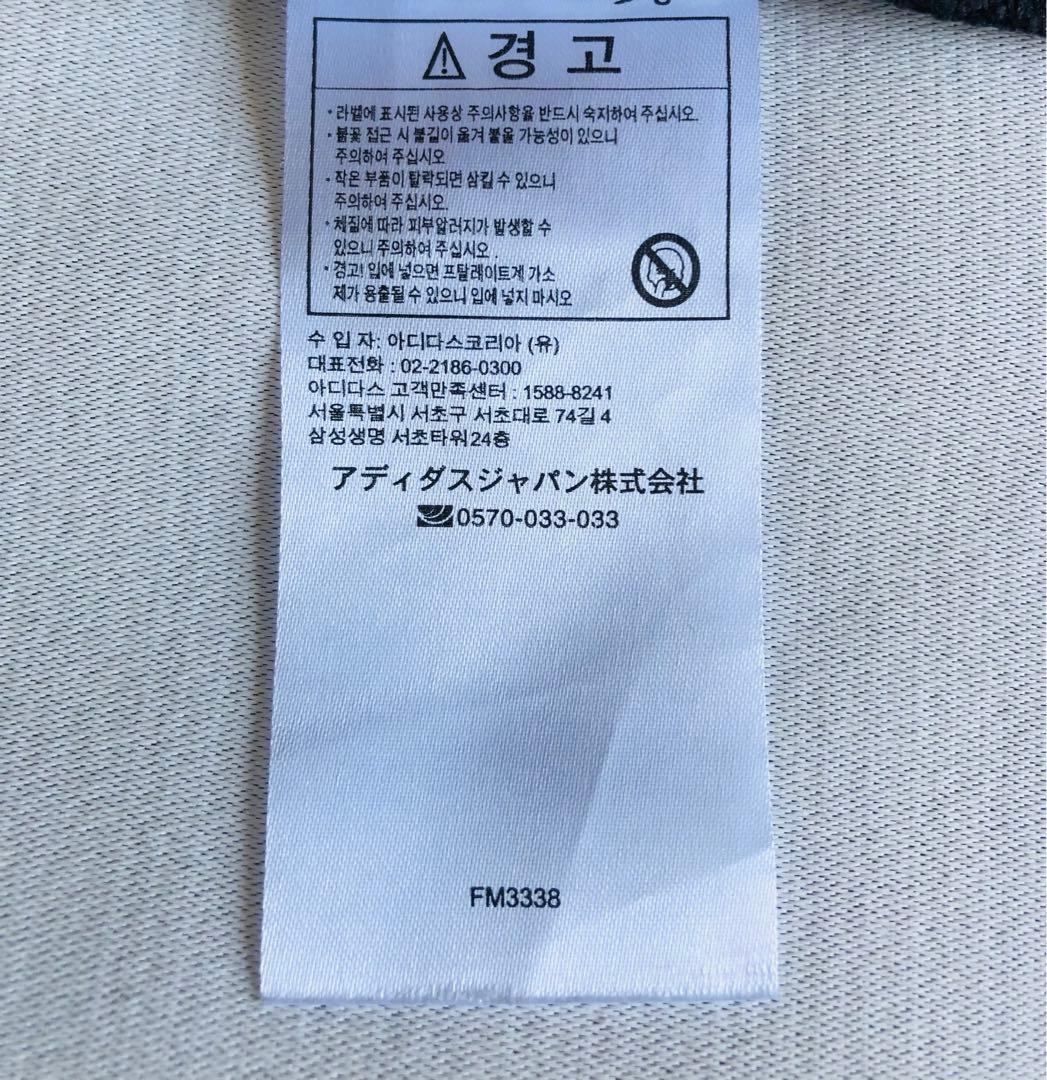 경 고
· 라벨에 표시된 사용상 주의사항을 반드시 숙지하여 주십시오.
· 불꽃 접근 시 불길이 옮겨 붙을 가능성이 있으니
주의하여 주십시오
· 작은 부품이 탈락되면 삼킬 수 있으니
주의하여 주십시오.
· 체질에 따라 피부알러지가 발생할 수
있으니 주의하여 주십시오 .
· 경고! 입에 넣으면 프탈레이트계 가소
제가 용출될 수 있으니 입에 넣지 마시오
수 입 자: 아디다스코리아 (유)
대표전화 : 02-2186-0300
아디다스 고객만족센터 : 1588-8241
서울특별시 서초구 서초대로 74길 4
삼성생명 서초타워24층
アディダスジャパン株式会社
0570-033-033
FM3338